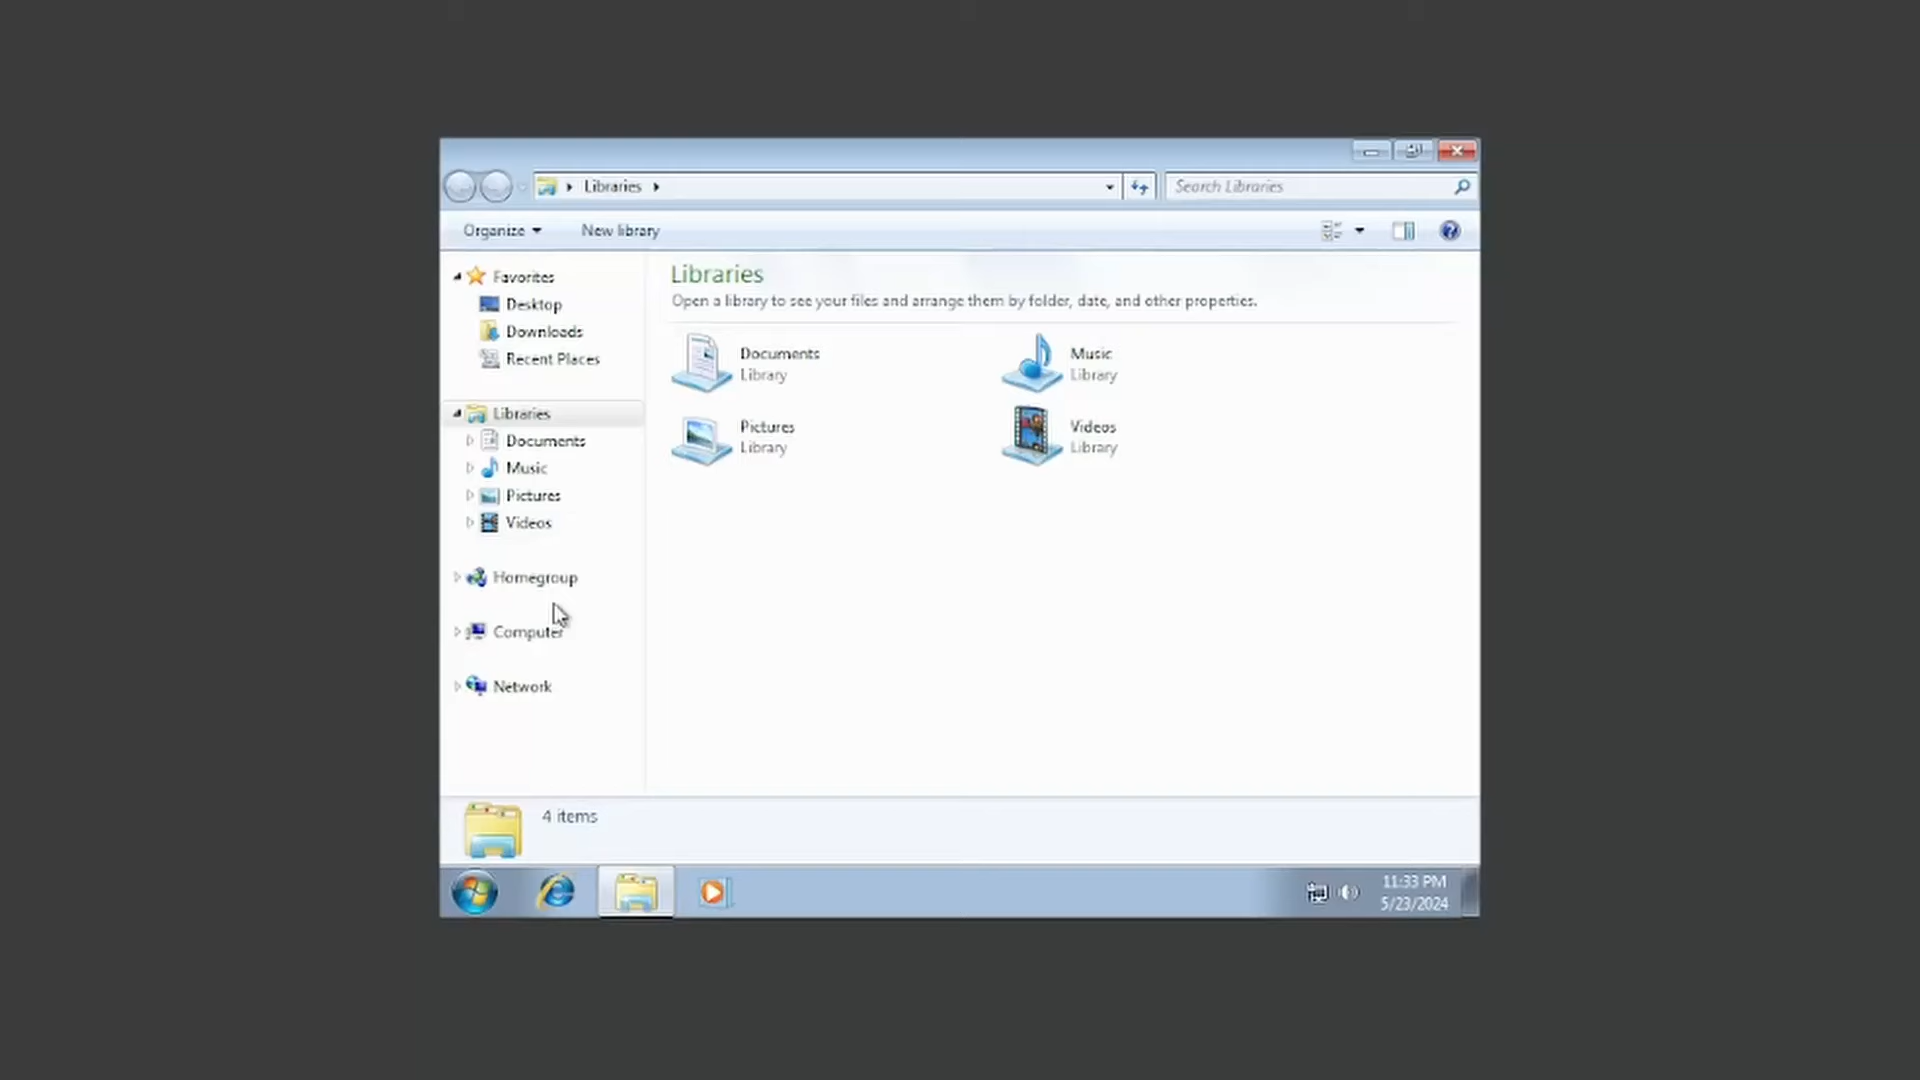 Libraries
Search Libraries
Organize
New library
Favorites
Desktop
Downloads
Recent Places
Libraries
Documents
Music
Pictures
Videos
Homegroup
Computer
Network
Libraries
Open a library to see your files and arrange them by folder, date, and other properties.
Documents
Library
Music
Library
Pictures
Library
Videos
Library
4 items
11:33 PM
5/23/2024